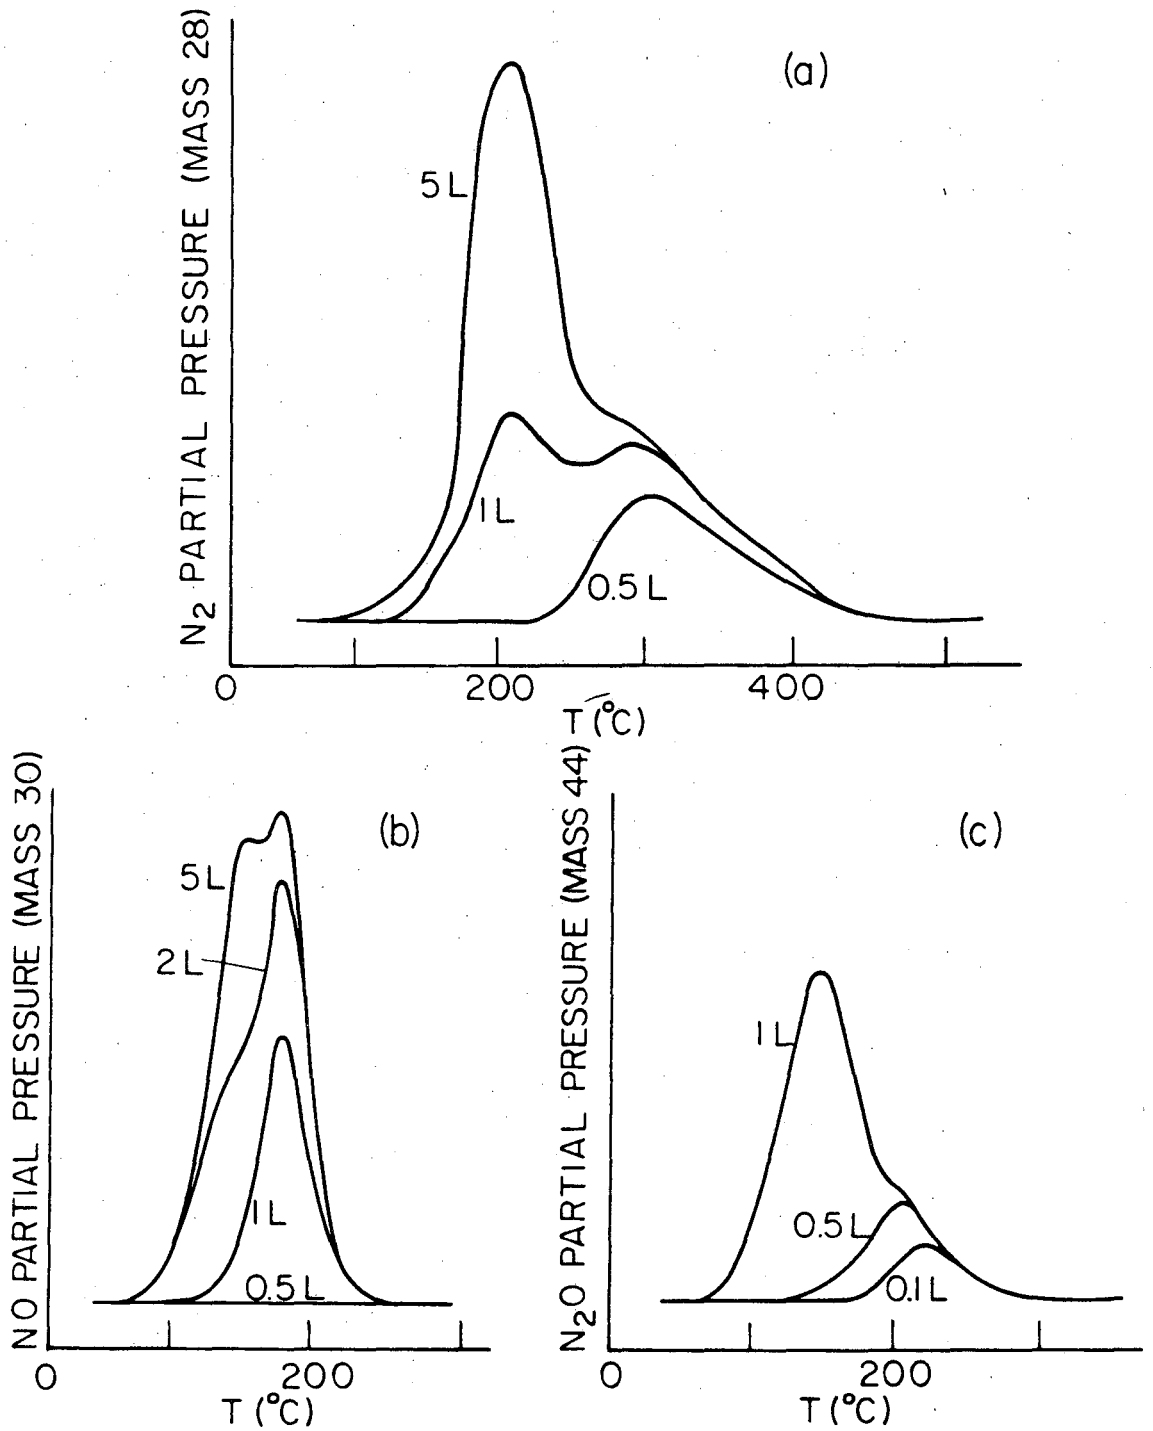 N2 PARTIAL PRESSURE (MASS 28)
(a)
5L
1L
0.5L
0 200 400
T (°C)
NO PARTIAL PRESSURE (MASS 30)
(b)
5L
2L
1L
0.5L
0 200
T (°C)
N2O PARTIAL PRESSURE (MASS 44)
(c)
1L
0.5L
0.1L
0 200
T (°C)